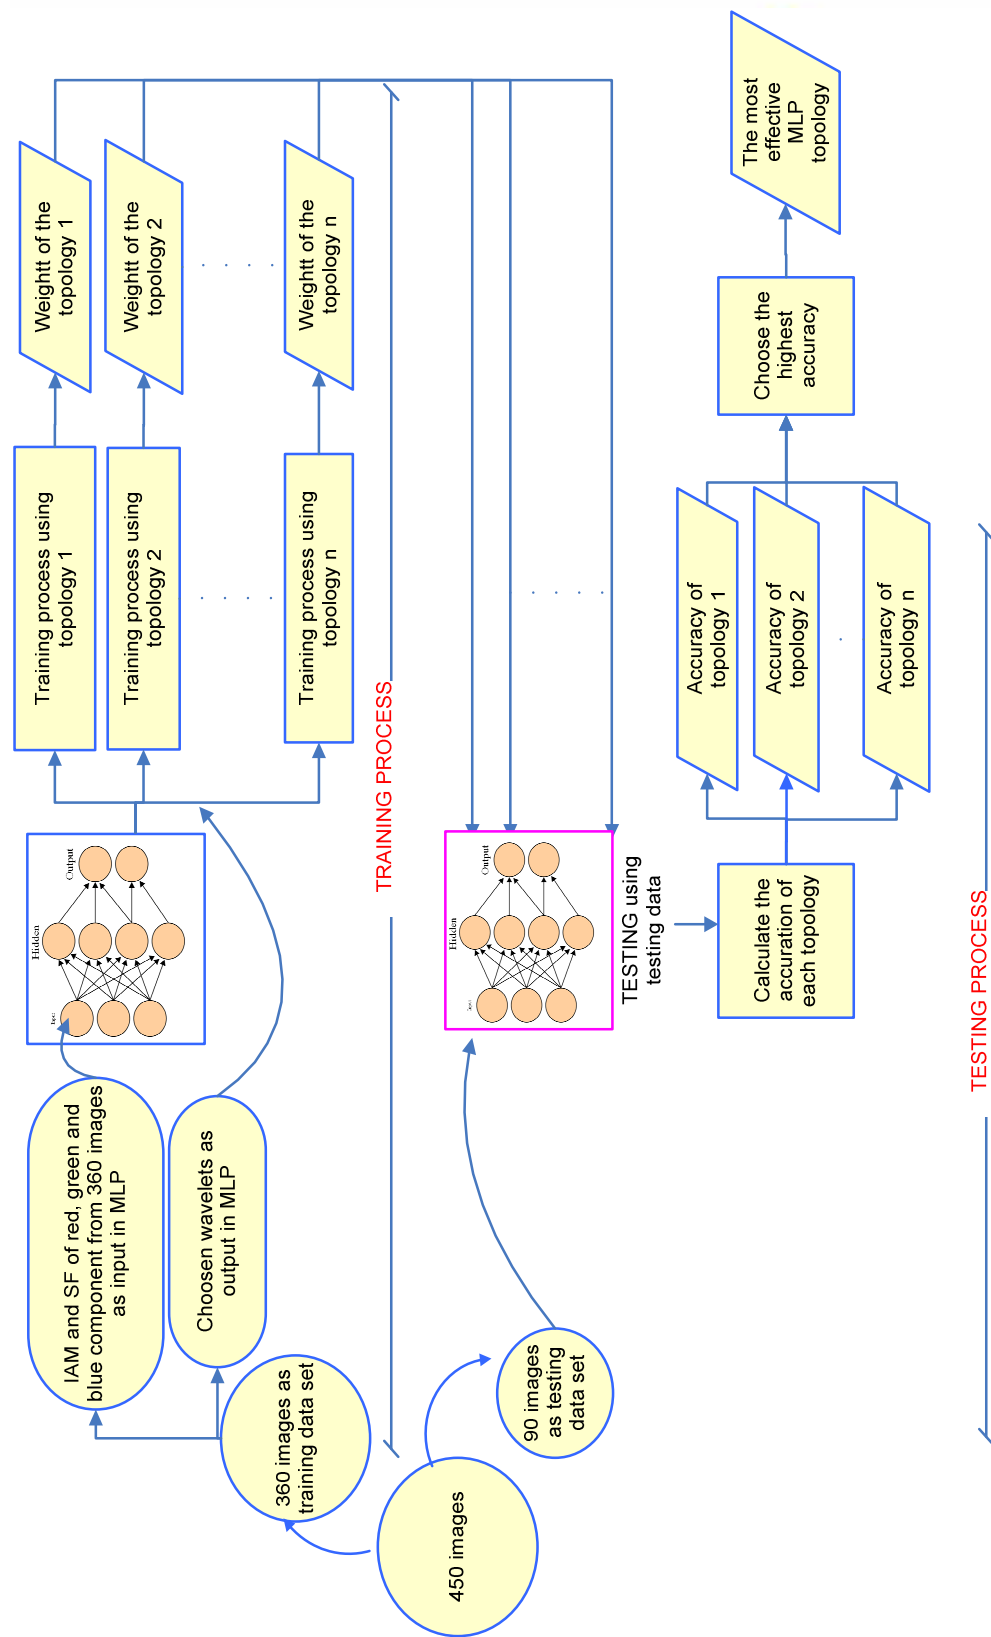 450 images
360 images as
training data set
IAM and SF of red, green and
blue component from 360 images
as input in MLP
Choosen wavelets as
output in MLP
Input
Hidden
Output
Training process using
topology 1
Training process using
topology 2
. . . .
Training process using
topology n
Weightt of the
topology 1
Weightt of the
topology 2
. . . .
Weightt of the
topology n
TRAINING PROCESS
90 images
as testing
data set
Input
Hidden
Output
. . . . .
TESTING using
testing data
Calculate the
accuration of
each topology
Accuracy of
topology 1
Accuracy of
topology 2
.
Accuracy of
topology n
Choose the
highest
accuracy
The most
effective
MLP
topology
TESTING PROCESS